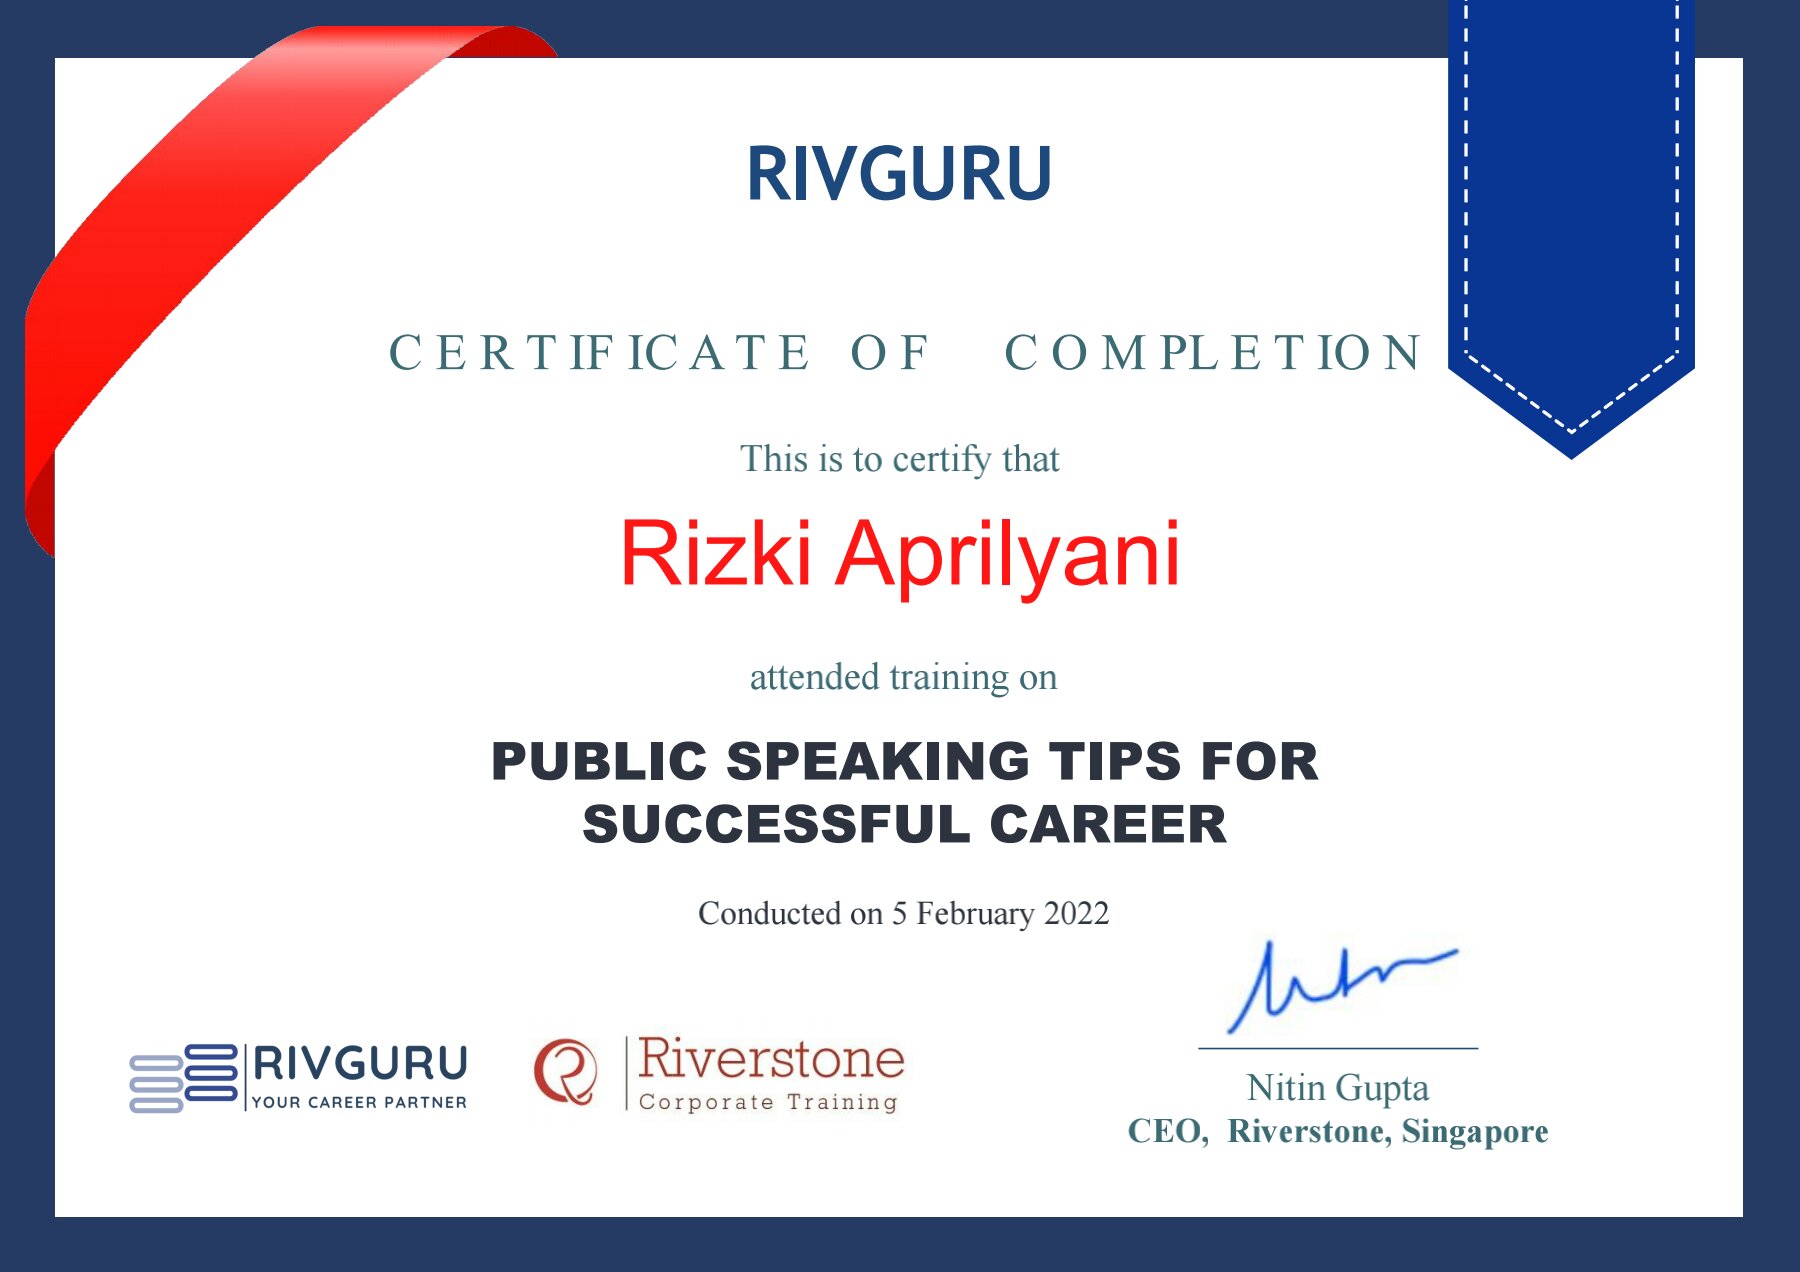 RIVGURU
CERTIFICATE OF COMPLETION
This is to certify that
Rizki Aprilyani
attended training on
PUBLIC SPEAKING TIPS FOR
SUCCESSFUL CAREER
Conducted on 5 February 2022
RIVGURU
YOUR CAREER PARTNER
Riverstone
Corporate Training
Nitin Gupta
CEO, Riverstone, Singapore